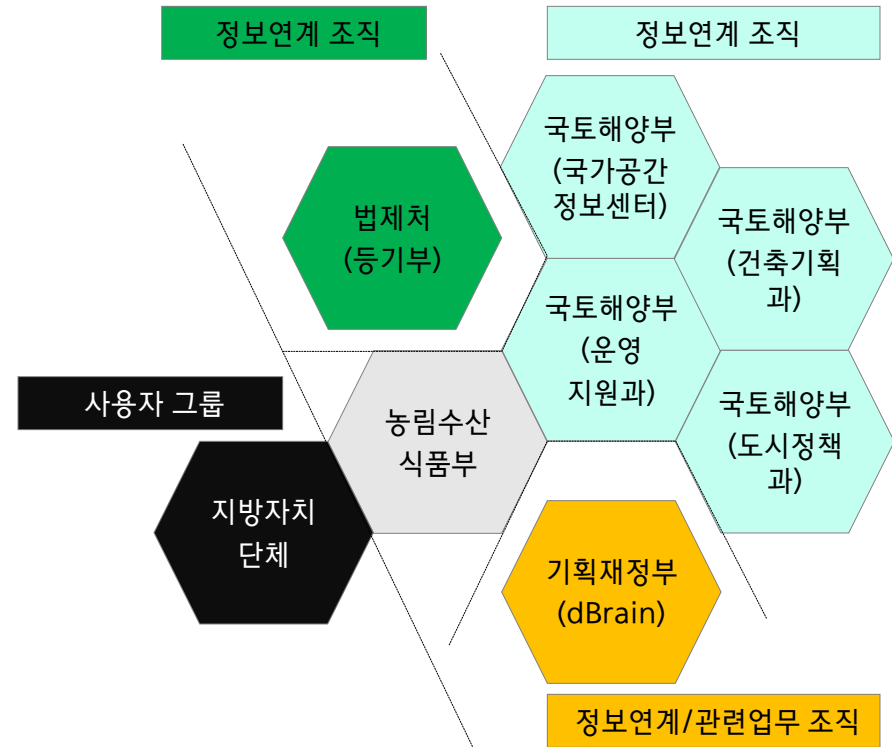 정보연계 조직
정보연계 조직
국토해양부
(국가공간
정보센터)
법제처
(등기부)
국토해양부
(건축기획
과)
국토해양부
(운영
지원과)
사용자 그룹
농림수산
식품부
국토해양부
(도시정책
과)
지방자치
단체
기획재정부
(dBrain)
정보연계/관련업무 조직